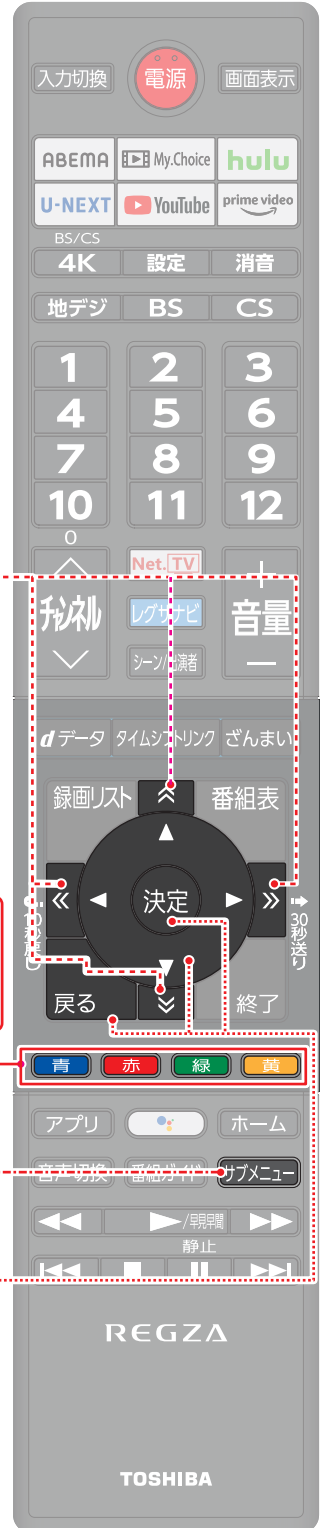 入力切換 電源 画面表示
ABEMA My.Choice hulu
U-NEXT YouTube prime video
BS/CS
4K 設定 消音
地デジ BS CS
1 2 3
4 5 6
7 8 9
10 11 12
0
Net.TV
チャンネル レグザナビ + 音量 −
シーン/出演者
dデータ タイムシフトリンク ざんまい
録画リスト 番組表
決定
10秒戻し 30秒送り
戻る 終了
青 赤 緑 黄
アプリ ホーム
音声切換 番組ガイド サブメニュー
/早見早聞
静止
REGZA
TOSHIBA